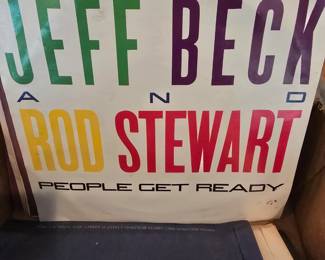 JEFF BECK
AND
ROD STEWART
PEOPLE GET READY